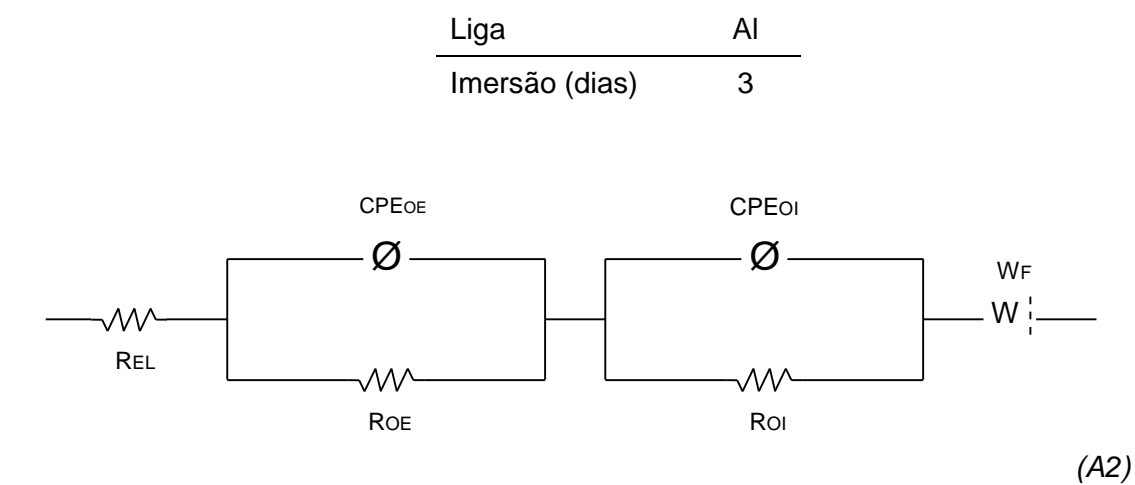 Liga Al
Imersão (dias) 3
CPEOE CPEOI
Ø Ø
WF
W
REL
ROE ROI
(A2)